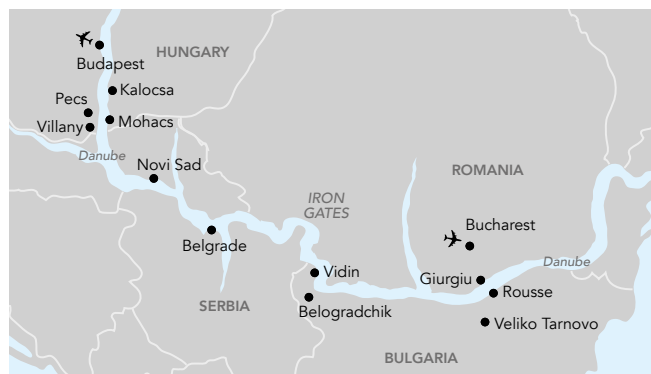 HUNGARY
Budapest
Kalocsa
Pecs
Mohacs
Villany
Danube
Novi Sad
ROMANIA
IRON
GATES
Bucharest
Belgrade
Danube
Vidin
Giurgiu
Rousse
SERBIA
Belogradchik
Veliko Tarnovo
BULGARIA